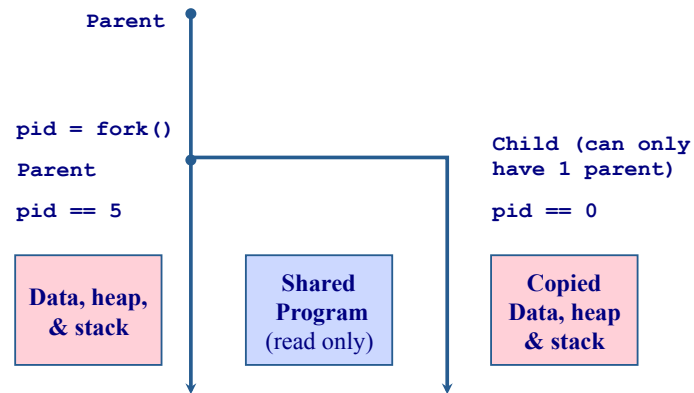 Parent
pid = fork()
Parent
pid == 5
Child (can only
have 1 parent)
pid == 0
Data, heap,
& stack
Shared
Program
(read only)
Copied
Data, heap
& stack